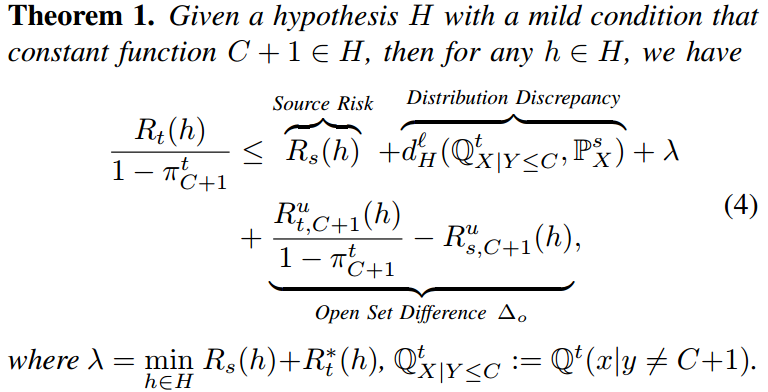 Theorem 1. Given a hypothesis H with a mild condition that
constant function C + 1 ∈ H, then for any h ∈ H, we have
Source Risk Distribution Discrepancy
R_t(h) / (1 − π^t_{C+1}) ≤ R_s(h) + d^ℓ_H(ℚ^t_{X|Y≤C}, ℙ^s_X) + λ
(4)
+ R^u_{t,C+1}(h) / (1 − π^t_{C+1}) − R^u_{s,C+1}(h),
Open Set Difference Δ_o
where λ = min_{h∈H} R_s(h)+R^*_t(h), ℚ^t_{X|Y≤C} := ℚ^t(x|y ≠ C+1).